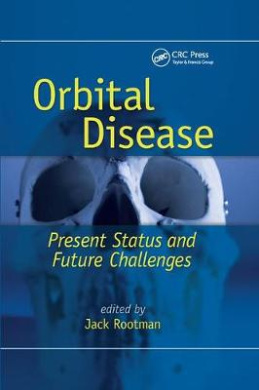 CRC Press
Taylor & Francis Group
Orbital
Disease
Present Status and
Future Challenges
edited by
Jack Rootman